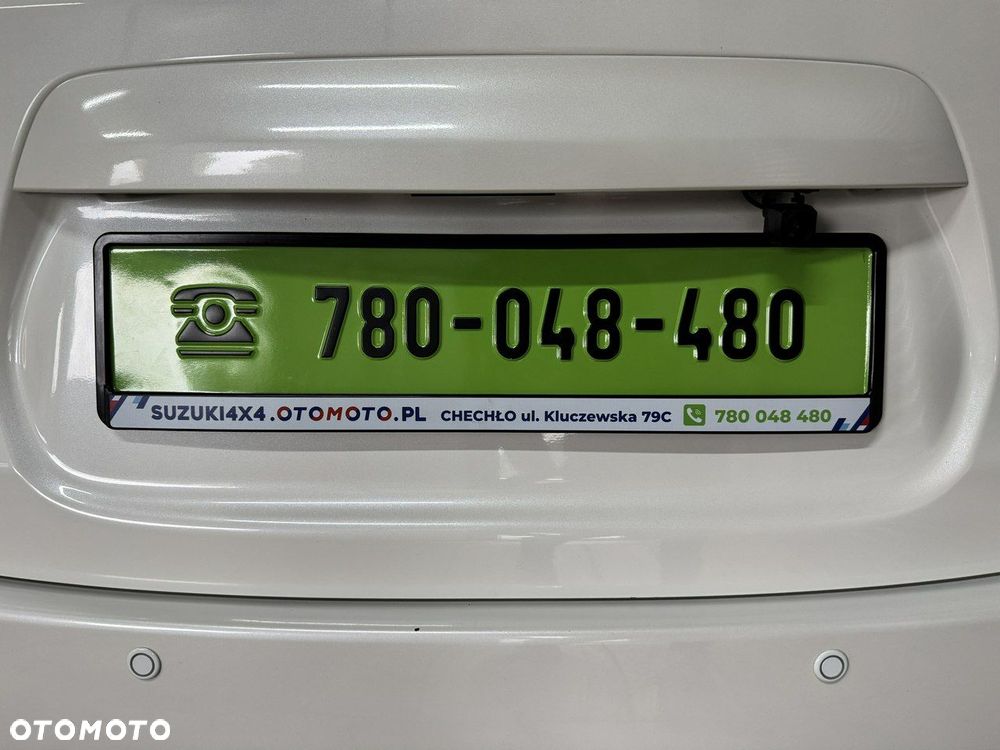 780-048-480
SUZUKI4X4.OTOMOTO.PL CHECHŁO ul. Kluczewska 79C 780 048 480
OTOMOTO